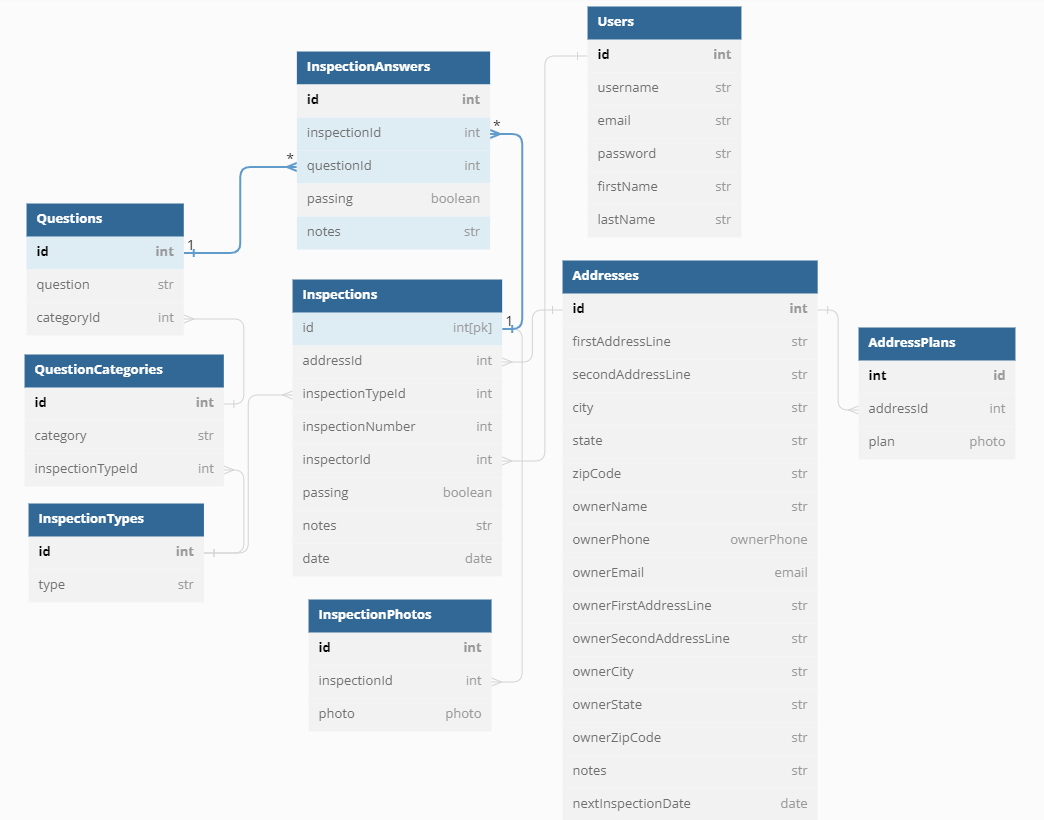 Users
id int
username str
email str
password str
firstName str
lastName str
InspectionAnswers
id int
inspectionId int
*
questionId int
*
passing boolean
notes str
Questions
id int
1
question str
categoryId int
QuestionCategories
id int
category str
inspectionTypeId int
InspectionTypes
id int
type str
Inspections
id int[pk]
1
addressId int
inspectionTypeId int
inspectionNumber int
inspectorId int
passing boolean
notes str
date date
InspectionPhotos
id int
inspectionId int
photo photo
Addresses
id int
firstAddressLine str
secondAddressLine str
city str
state str
zipCode str
ownerName str
ownerPhone ownerPhone
ownerEmail email
ownerFirstAddressLine str
ownerSecondAddressLine str
ownerCity str
ownerState str
ownerZipCode str
notes str
nextInspectionDate date
AddressPlans
int id
addressId int
plan photo